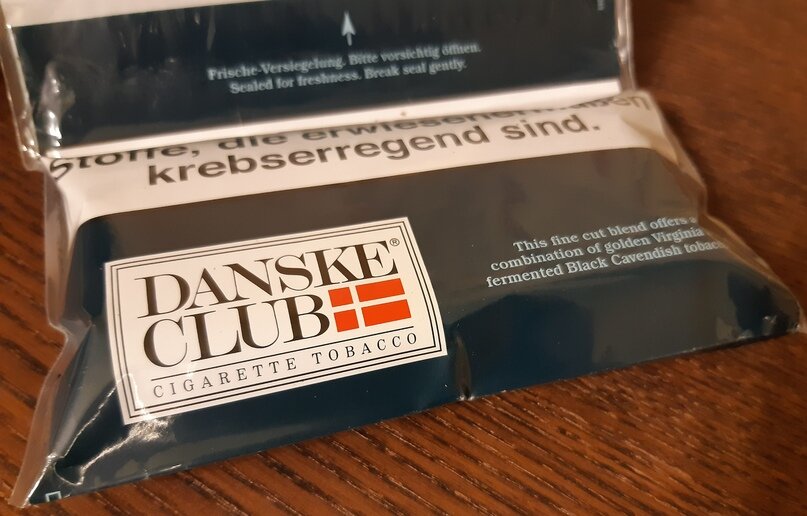 Frische-Versiegelung. Bitte vorsichtig öffnen.
Sealed for freshness. Break seal gently.
Stoffe, die erwiesenermaßen
krebserregend sind.
DANSKE®
CLUB
CIGARETTE TOBACCO
This fine cut blend offers a
combination of golden Virginia
fermented Black Cavendish